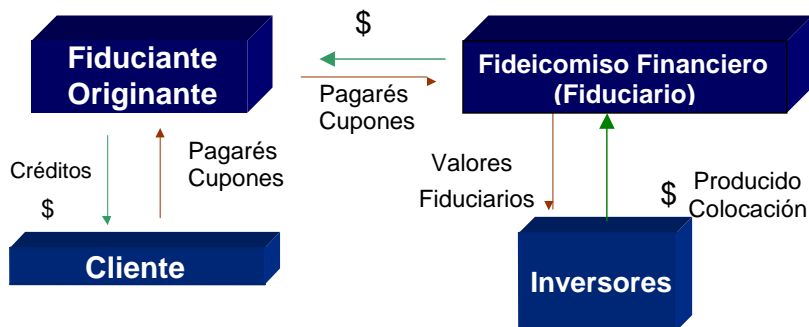 $
Fiduciante
Originante
Fideicomiso Financiero
(Fiduciario)
Pagarés
Cupones
Créditos
$
Pagarés
Cupones
Valores
Fiduciarios
$
Producido
Colocación
Cliente
Inversores